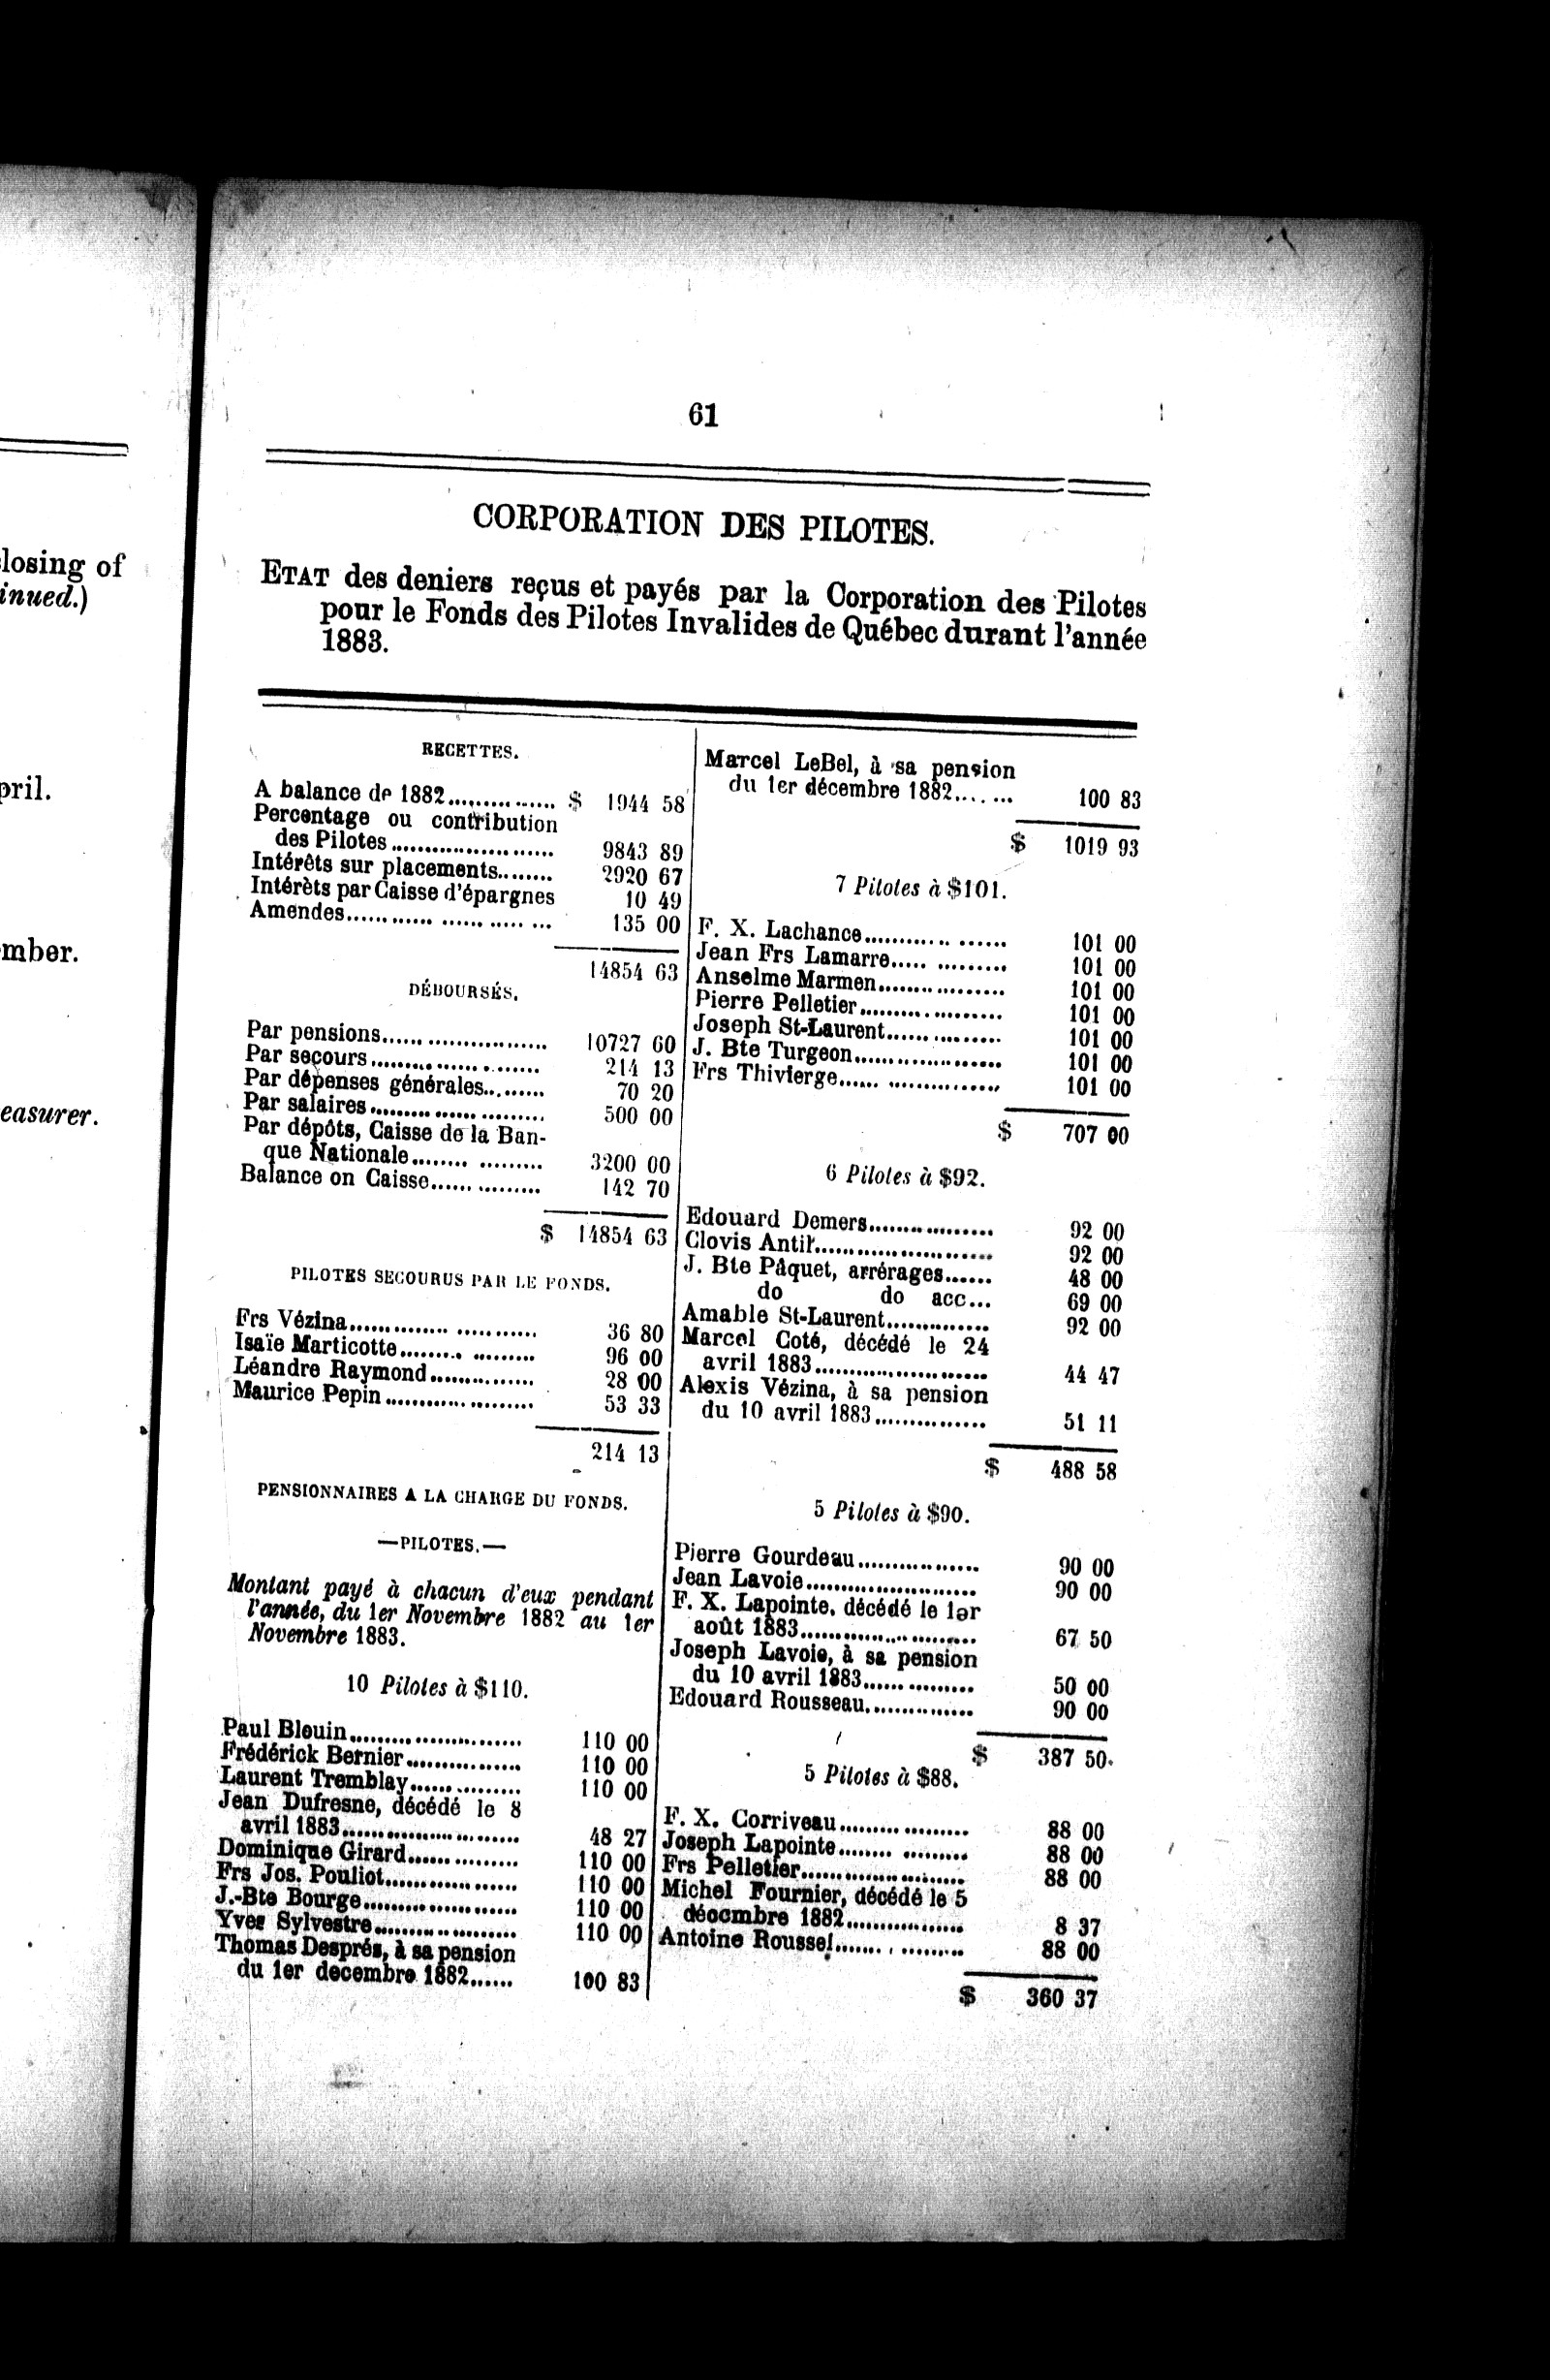 losing of
inued.)
pril.
mber.
easurer.
61
CORPORATION DES PILOTES.
ETAT des deniers reçus et payés par la Corporation des Pilotes
pour le Fonds des Pilotes Invalides de Québec durant l'année
1883.
RECETTES.
A balance de 1882................ $ 1944 58
Percentage ou contribution
des Pilotes........................ 9843 89
Intérêts sur placements........ 2920 67
Intérèts par Caisse d'épargnes 10 49
Amendes............ ...... ..... ... 135 00
14854 63
DÉBOURSÉS.
Par pensions...... .................. 10727 60
Par secours......... ...... . ....... 214 13
Par dépenses générales......... 70 20
Par salaires......... ...... ......... 500 00
Par dépôts, Caisse de la Ban-
que Nationale........ ......... 3200 00
Balance on Caisse...... ......... 142 70
$ 14854 63
PILOTES SECOURUS PAR LE FONDS.
Frs Vézina............... ........... 36 80
Isaïe Marticotte......... ......... 96 00
Léandre Raymond............... 28 00
Maurice Pepin..................... 53 33
214 13
PENSIONNAIRES A LA CHARGE DU FONDS.
—PILOTES.—
Montant payé à chacun d'eux pendant
l'année, du 1er Novembre 1882 au 1er
Novembre 1883.
10 Pilotes à $110.
Paul Blouin......................... 110 00
Frédérick Bernier................ 110 00
Laurent Tremblay............... 110 00
Jean Dufresne, décédé le 8
avril 1883......................... 48 27
Dominique Girard............... 110 00
Frs Jos. Pouliot................... 110 00
J.-Bte Bourge...................... 110 00
Yves Sylvestre.................... 110 00
Thomas Després, à sa pension
du 1er decembre 1882...... 100 83
Marcel LeBel, à sa pension
du 1er décembre 1882...... 100 83
$ 1019 93
7 Pilotes à $101.
F. X. Lachance............ ...... 101 00
Jean Frs Lamarre..... ......... 101 00
Anselme Marmen................. 101 00
Pierre Pelletier................... 101 00
Joseph St-Laurent............... 101 00
J. Bte Turgeon.................... 101 00
Frs Thivierge...... ............... 101 00
$ 707 00
6 Pilotes à $92.
Edouard Demers................. 92 00
Clovis Antil........................ 92 00
J. Bte Pâquet, arrérages...... 48 00
do do acc... 69 00
Amable St-Laurent.............. 92 00
Marcel Coté, décédé le 24
avril 1883........................ 44 47
Alexis Vézina, à sa pension
du 10 avril 1883............... 51 11
$ 488 58
5 Pilotes à $90.
Pierre Gourdeau................. 90 00
Jean Lavoie........................ 90 00
F. X. Lapointe, décédé le 1er
août 1883........................ 67 50
Joseph Lavoie, à sa pension
du 10 avril 1883............... 50 00
Edouard Rousseau............... 90 00
$ 387 50
5 Pilotes à $88.
F. X. Corriveau.................. 88 00
Joseph Lapointe........ ......... 88 00
Frs Pelletier....................... 88 00
Michel Fournier, décédé le 5
déocmbre 1882................. 8 37
Antoine Roussel....... . ......... 88 00
$ 360 37